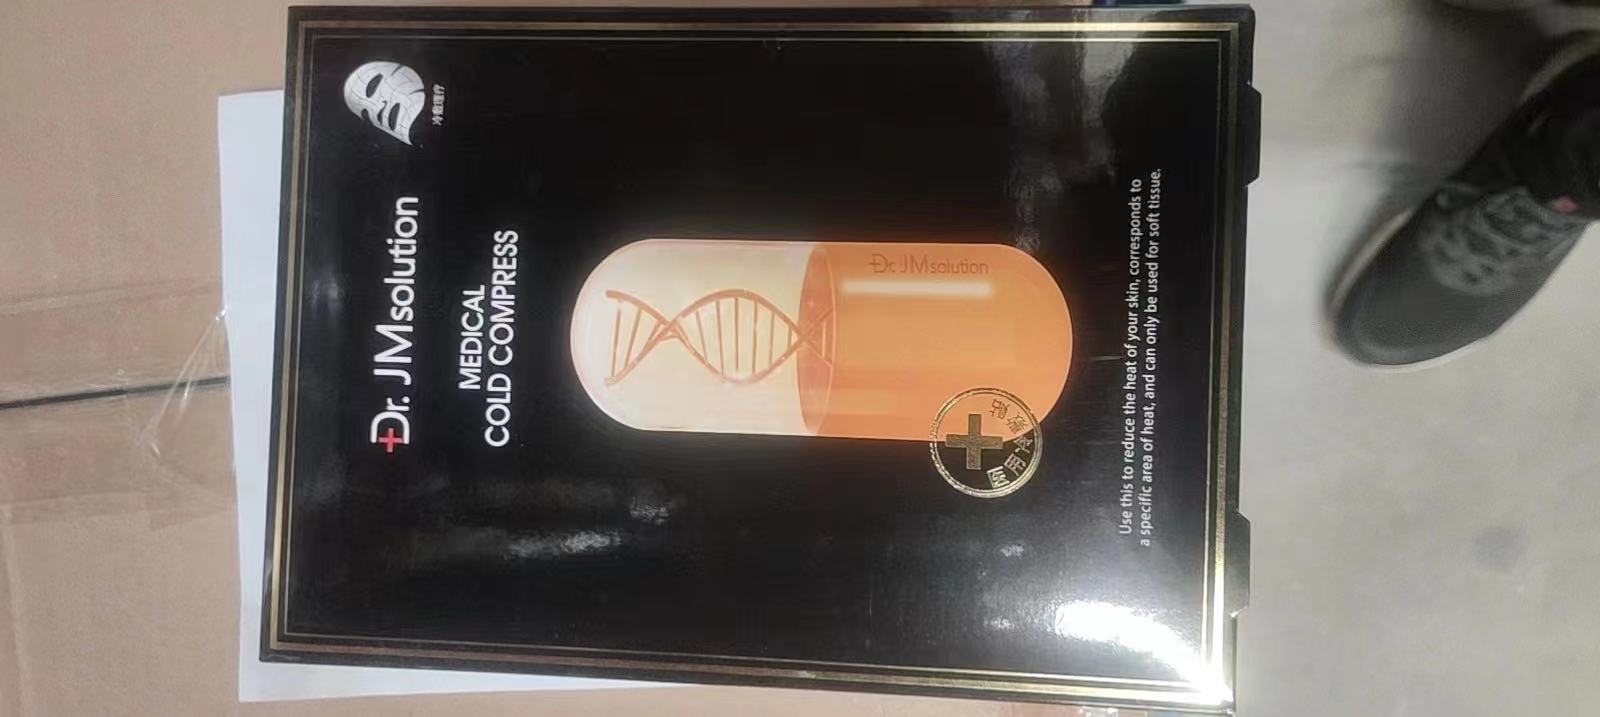 冷敷理疗
Dr. JMsolution
MEDICAL
COLD COMPRESS
Dr. JMsolution
医用冷敷贴
Use this to reduce the heat of your skin, corresponds to
a specific area of heat, and can only be used for soft tissue.